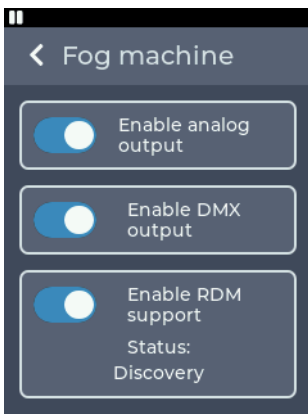 Fog machine
Enable analog
output
Enable DMX
output
Enable RDM
support
Status:
Discovery